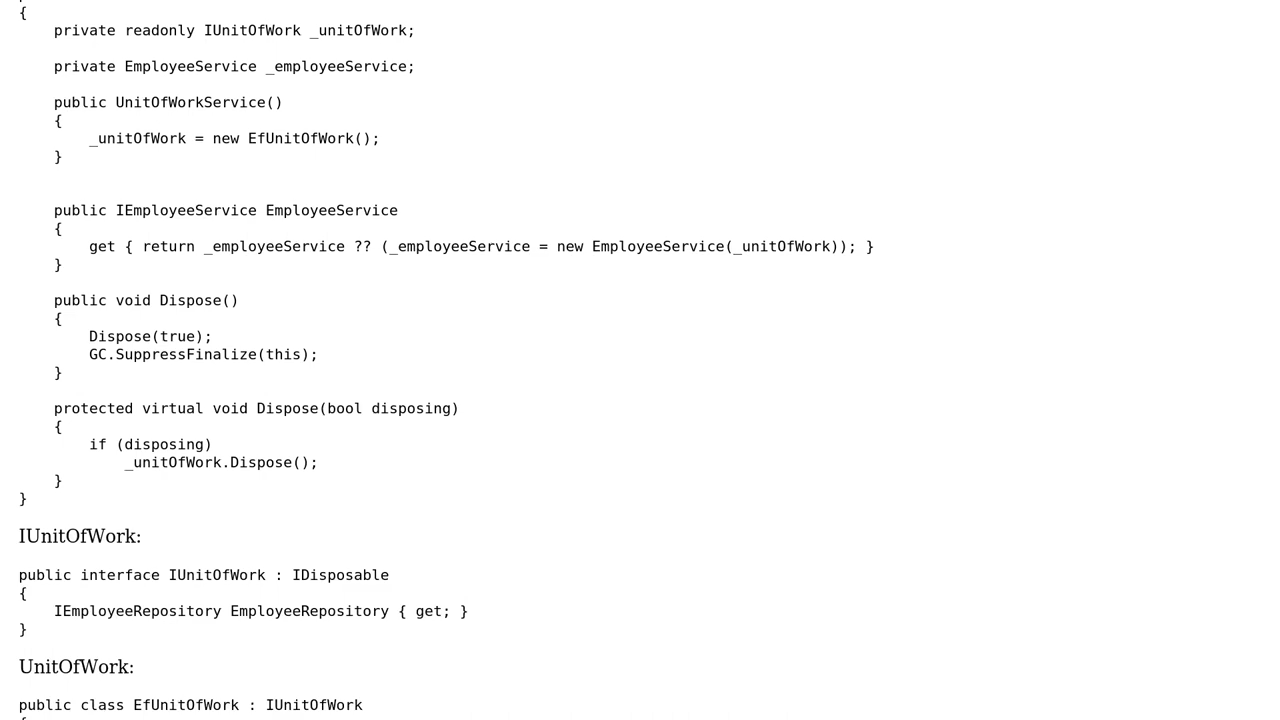 {
    private readonly IUnitOfWork _unitOfWork;
    private EmployeeService _employeeService;
    public UnitOfWorkService()
    {
        _unitOfWork = new EfUnitOfWork();
    }
    public IEmployeeService EmployeeService
    {
        get { return _employeeService ?? (_employeeService = new EmployeeService(_unitOfWork)); }
    }
    public void Dispose()
    {
        Dispose(true);
        GC.SuppressFinalize(this);
    }
    protected virtual void Dispose(bool disposing)
    {
        if (disposing)
            _unitOfWork.Dispose();
    }
}
IUnitOfWork:
public interface IUnitOfWork : IDisposable
{
    IEmployeeRepository EmployeeRepository { get; }
}
UnitOfWork:
public class EfUnitOfWork : IUnitOfWork